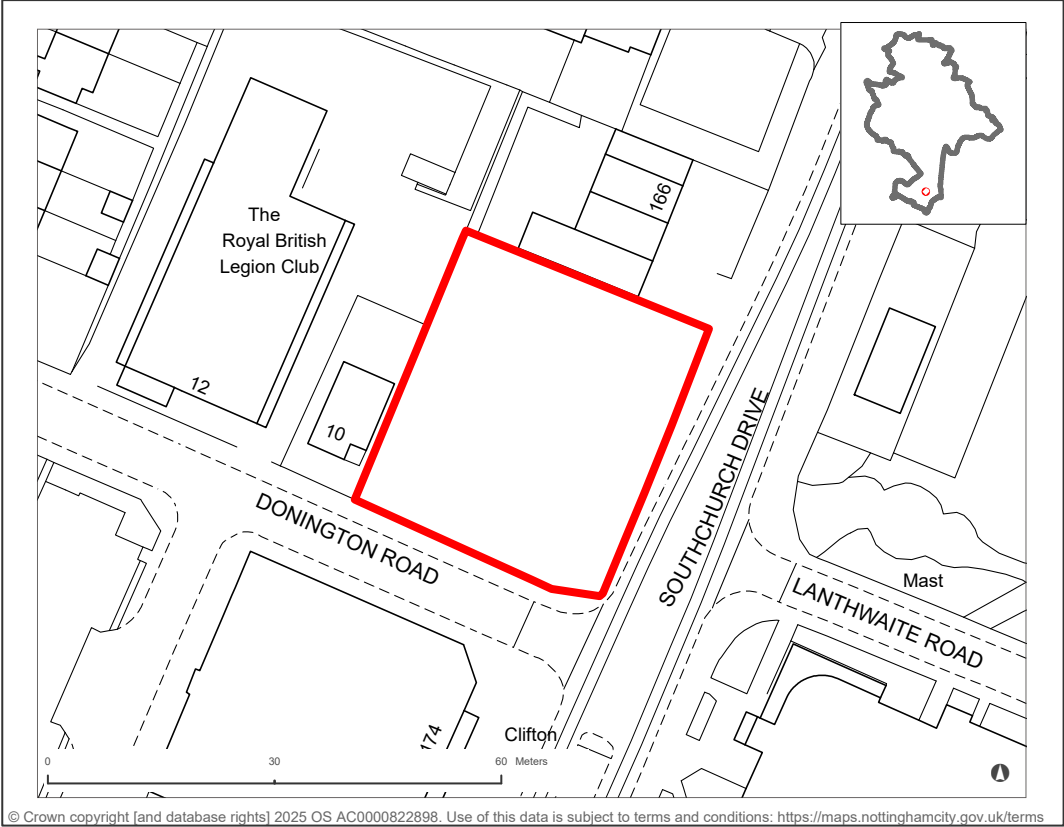 166
The
Royal British
Legion Club
12
10
DONINGTON ROAD
SOUTHCHURCH DRIVE
Mast
LANTHWAITE ROAD
174
Clifton
0 30 60 Meters
© Crown copyright [and database rights] 2025 OS AC0000822898. Use of this data is subject to terms and conditions: https://maps.nottinghamcity.gov.uk/terms